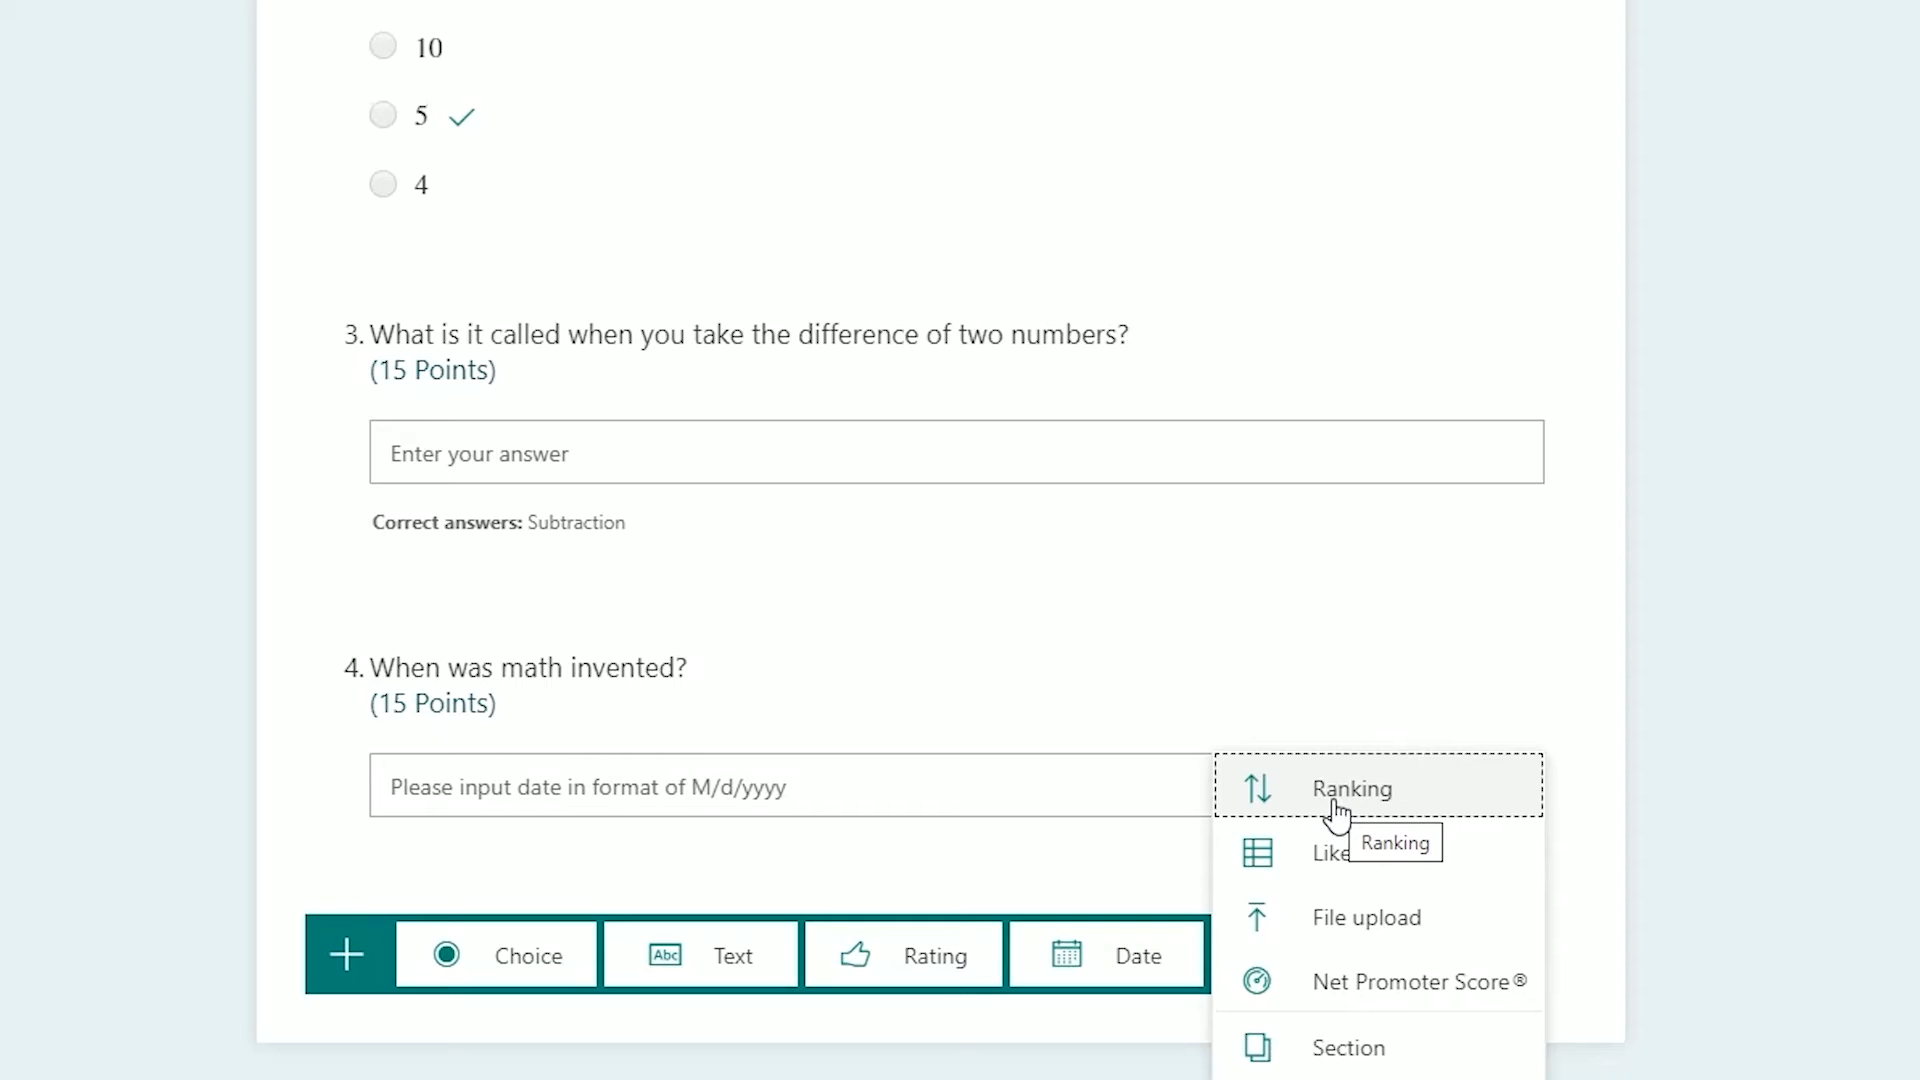 10
5
4
3. What is it called when you take the difference of two numbers?
(15 Points)
Enter your answer
Correct answers: Subtraction
4. When was math invented?
(15 Points)
Please input date in format of M/d/yyyy
Ranking
Ranking
Like
File upload
Net Promoter Score®
Section
Choice
Abc
Text
Rating
Date